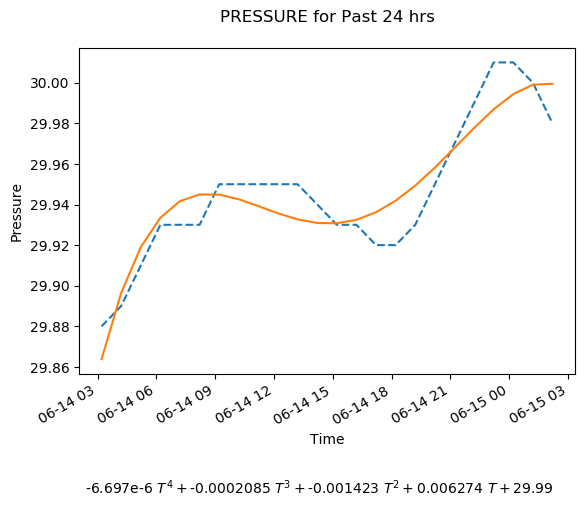 PRESSURE for Past 24 hrs
30.00
29.98
29.96
29.94
29.92
29.90
29.88
29.86
Pressure
06-14 03 06-14 06 06-14 09 06-14 12 06-14 15 06-14 18 06-14 21 06-15 00 06-15 03
Time
-6.697e-6 T⁴ + -0.0002085 T³ + -0.001423 T² + 0.006274 T + 29.99